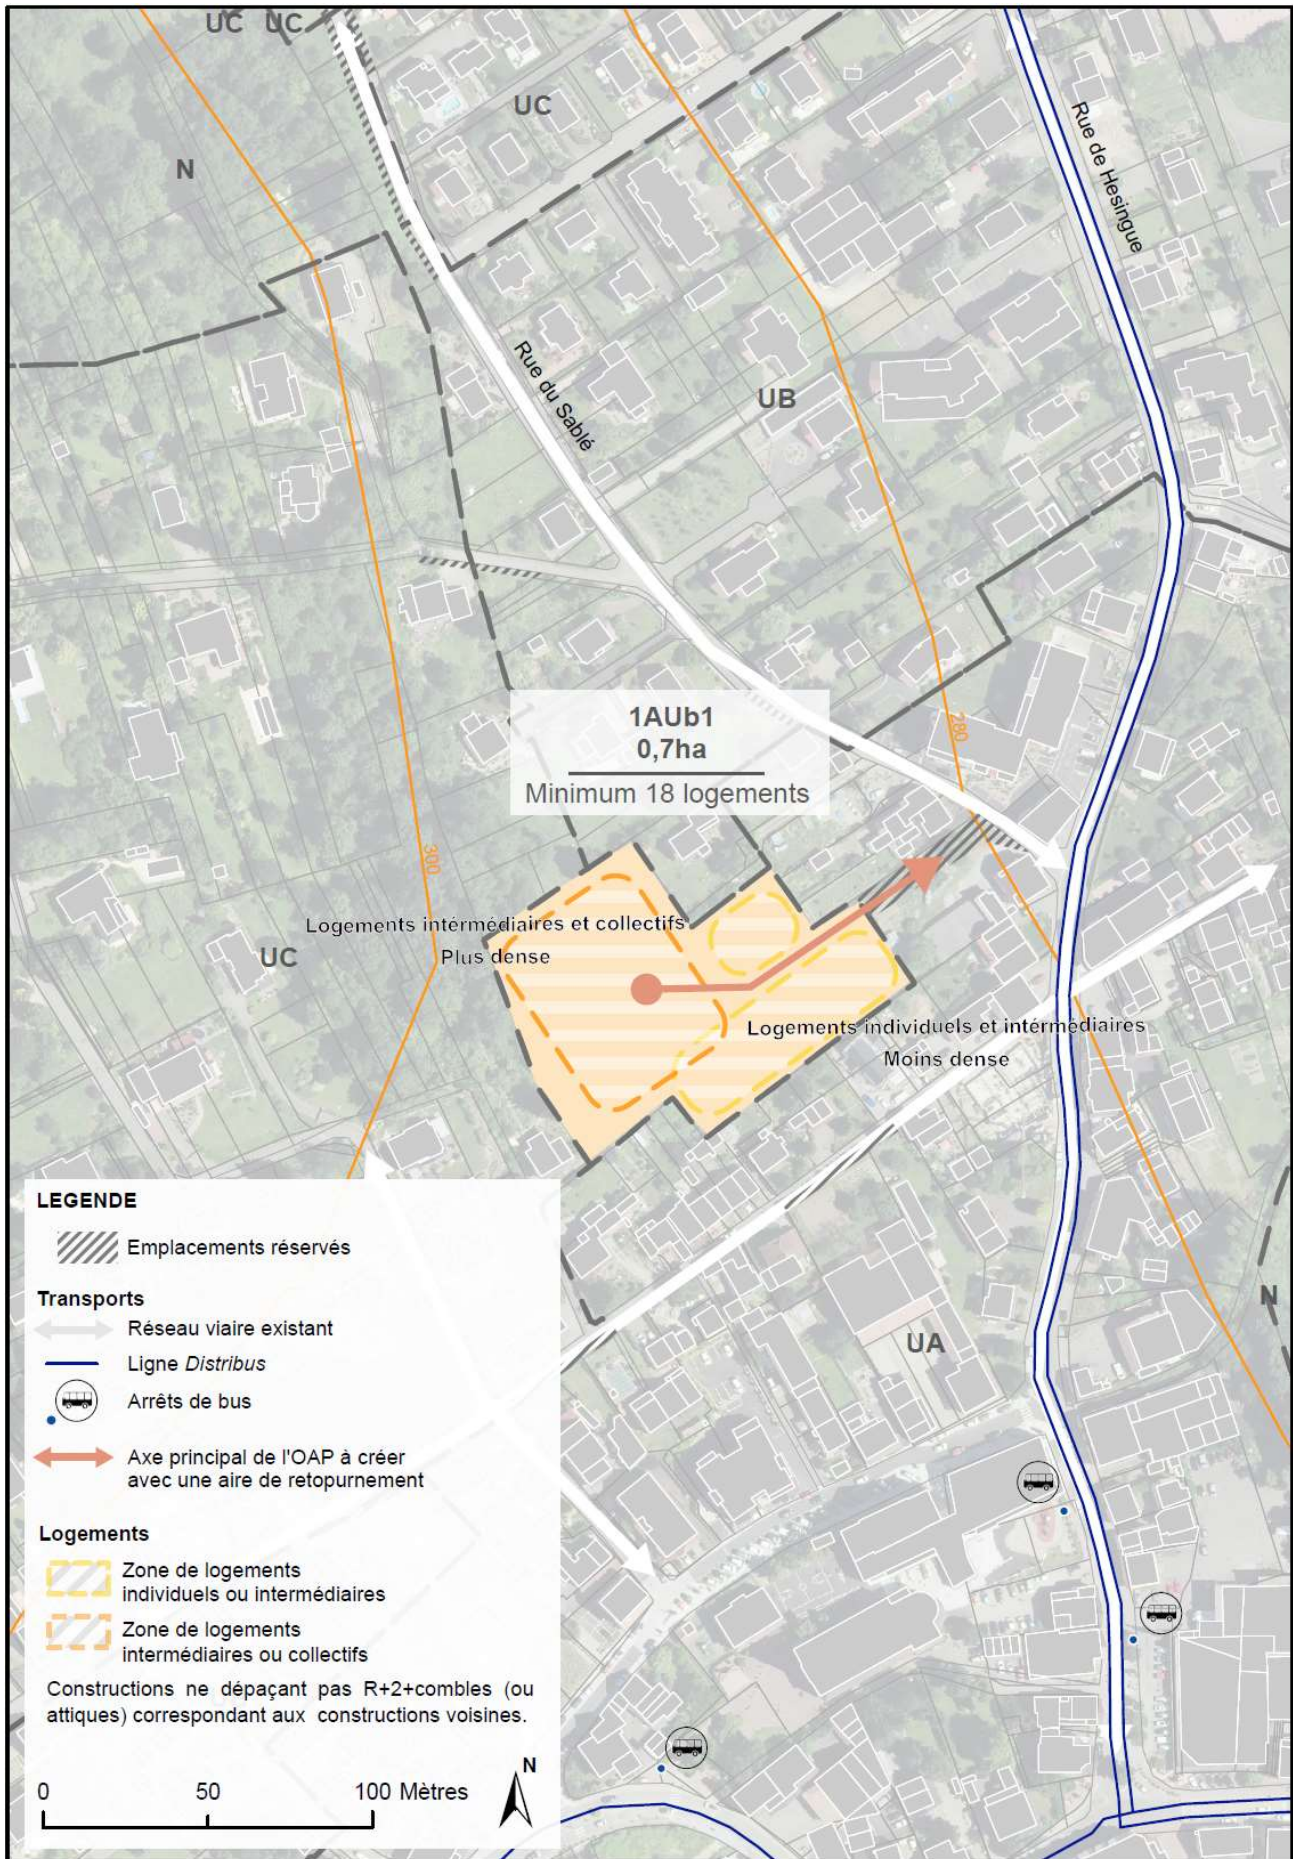 UC UC
UC
N
Rue de Hesingue
Rue du Sablé
UB
1AUb1
0,7ha
Minimum 18 logements
280
300
Logements intérmédiaires et collectifs
Plus dense
UC
Logements individuels et intérmédiaires
Moins dense
N
UA
LEGENDE
Emplacements réservés
Transports
Réseau viaire existant
Ligne Distribus
Arrêts de bus
Axe principal de l'OAP à créer
avec une aire de retopurnement
Logements
Zone de logements
individuels ou intermédiaires
Zone de logements
intermédiaires ou collectifs
Constructions ne dépaçant pas R+2+combles (ou
attiques) correspondant aux constructions voisines.
N
0 50 100 Mètres